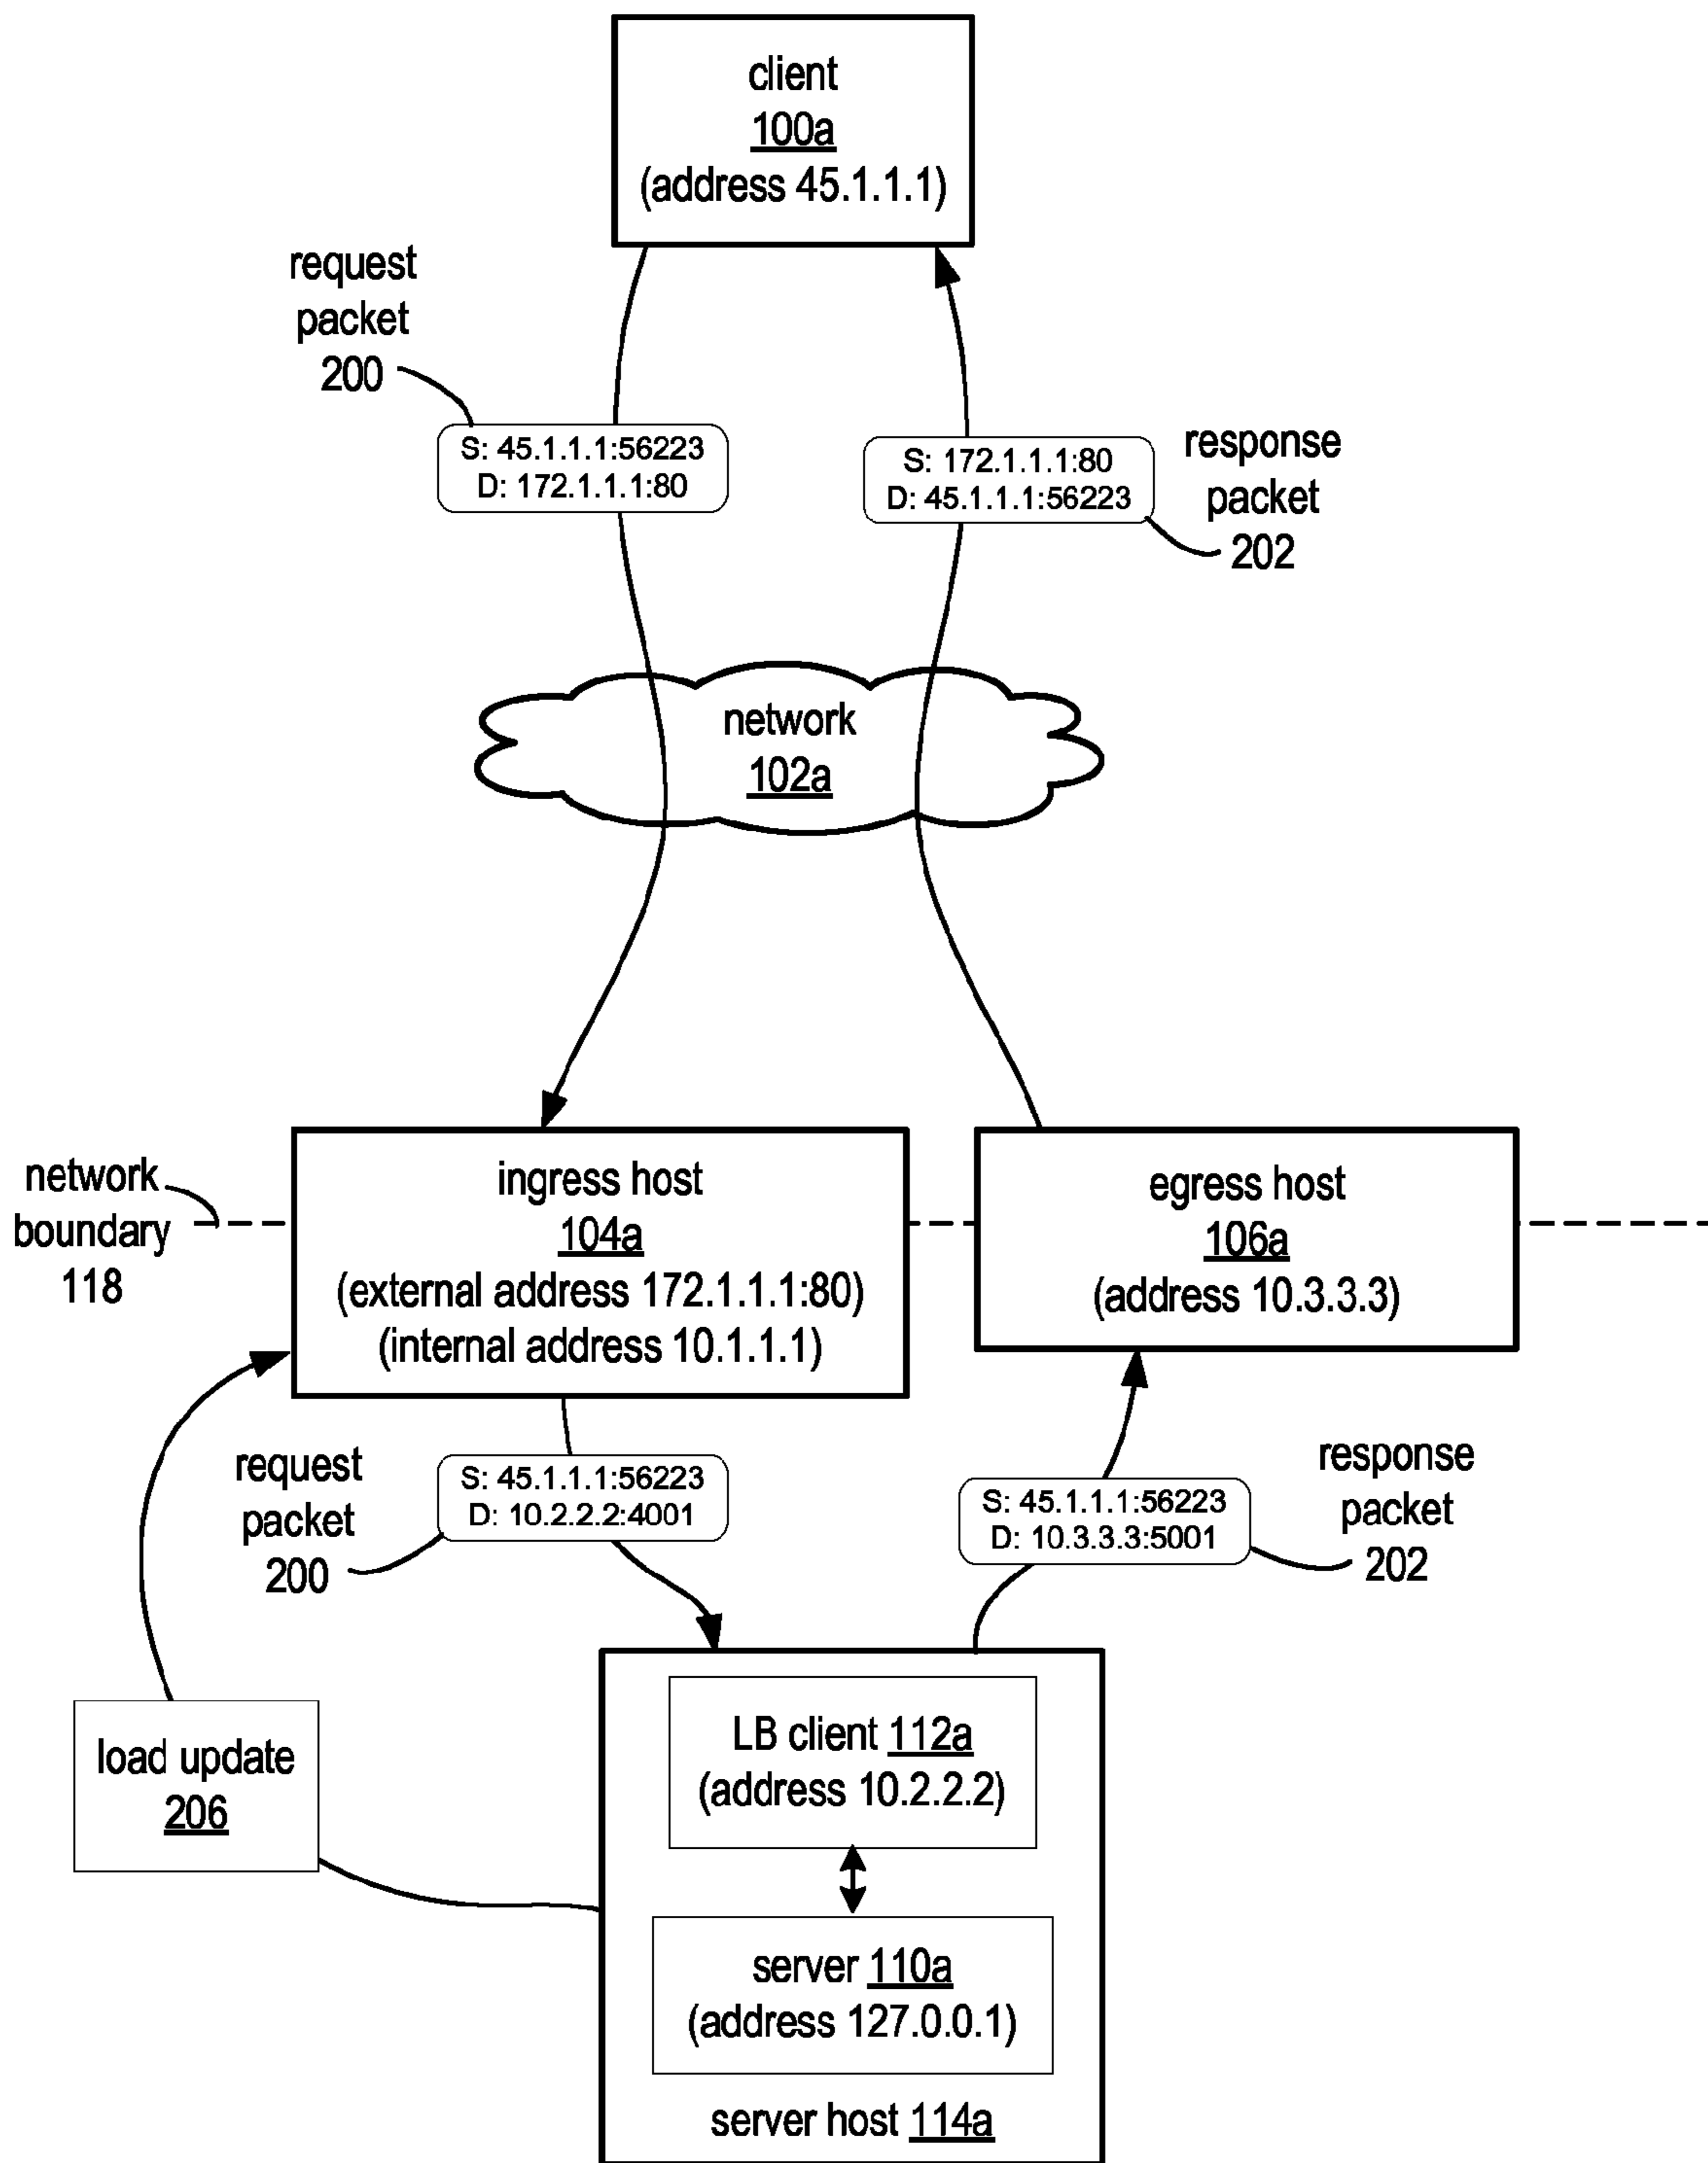 client
100a
(address 45.1.1.1)
request
packet
200
S: 45.1.1.1:56223
D: 172.1.1.1:80
S: 172.1.1.1:80
D: 45.1.1.1:56223
response
packet
202
network
102a
network
boundary
118
ingress host
104a
(external address 172.1.1.1:80)
(internal address 10.1.1.1)
egress host
106a
(address 10.3.3.3)
request
packet
200
S: 45.1.1.1:56223
D: 10.2.2.2:4001
S: 45.1.1.1:56223
D: 10.3.3.3:5001
response
packet
202
load update
206
LB client 112a
(address 10.2.2.2)
server 110a
(address 127.0.0.1)
server host 114a